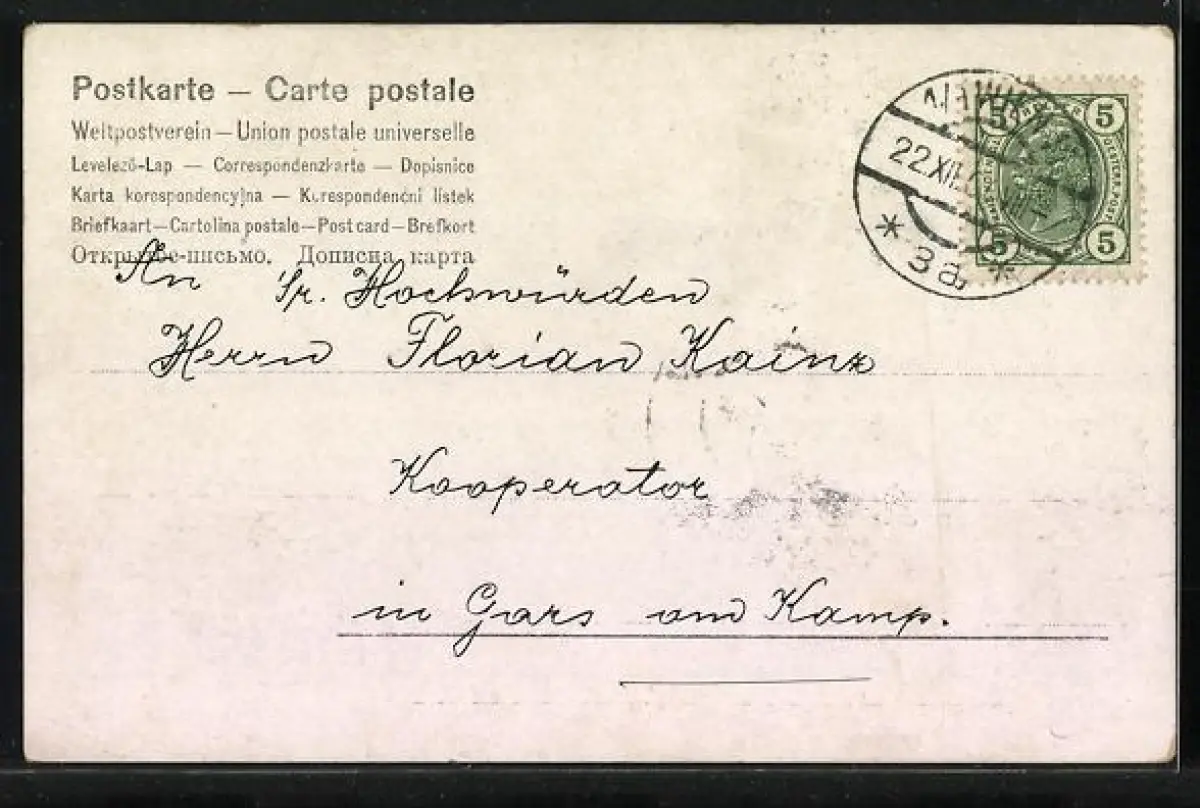 Postkarte — Carte postale
Weltpostverein — Union postale universelle
Levelező-Lap — Correspondenzkarte — Dopisnice
Karta korespondencyjna — Korespondenčni lístek
Briefkaart — Cartolina postale — Post card — Brefkort
Открытое-письмо. Дописна карта
An Sr. Hochwürden
Herrn Florian Kainz
Kooperator
in Gars am Kamp.
22.XII.
* 3a *
5 5
5 5